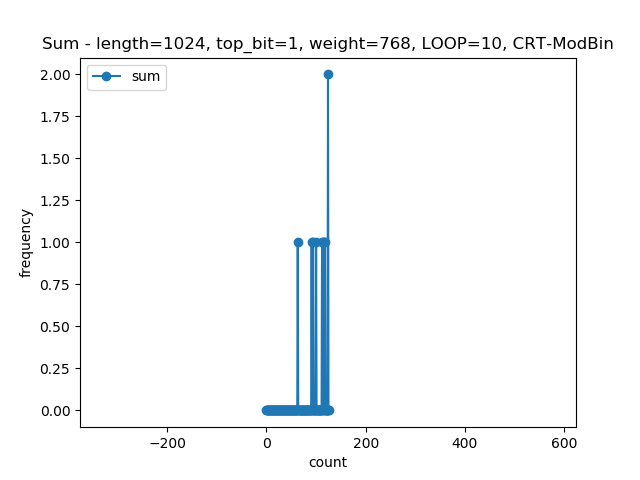 Sum - length=1024, top_bit=1, weight=768, LOOP=10, CRT-ModBin
sum
2.00
1.75
1.50
1.25
1.00
0.75
0.50
0.25
0.00
frequency
−200 0 200 400 600
count